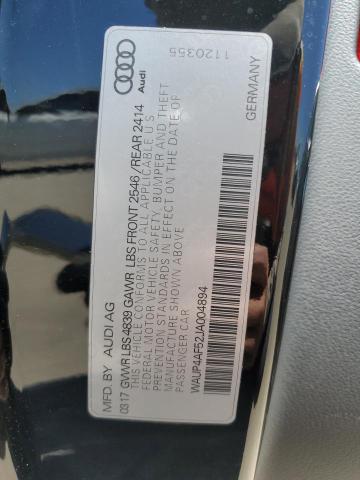 MFD. BY AUDI AG
Audi
0317 GVWR LBS 4839 GAWR LBS FRONT 2546 / REAR 2414
THIS VEHICLE CONFORMS TO ALL APPLICABLE U S
FEDERAL MOTOR VEHICLE SAFETY, BUMPER AND THEFT
PREVENTION STANDARDS IN EFFECT ON THE DATE OF
MANUFACTURE SHOWN ABOVE
PASSENGER CAR
WAUP4AF52JA004894
1120355
GERMANY